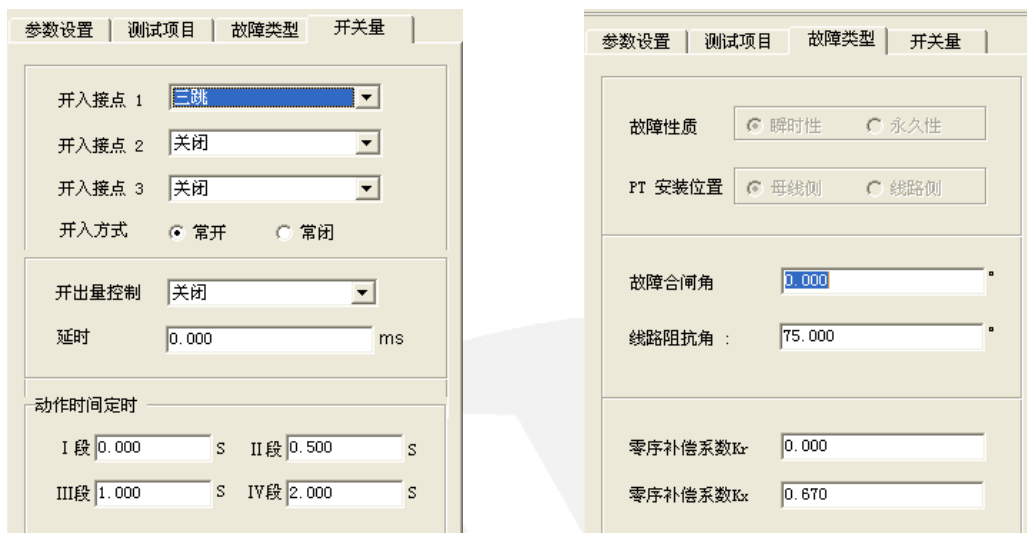 参数设置 测试项目 故障类型 开关量
开入接点 1 三跳
开入接点 2 关闭
开入接点 3 关闭
开入方式 常开 常闭
开出量控制 关闭
延时 0.000 ms
动作时间定时
I段 0.000 S II段 0.500 S
III段 1.000 S IV段 2.000 S
参数设置 测试项目 故障类型 开关量
故障性质 瞬时性 永久性
PT 安装位置 母线侧 线路侧
故障合闸角 0.000 °
线路阻抗角 : 75.000 °
零序补偿系数Kr 0.000
零序补偿系数Kx 0.670